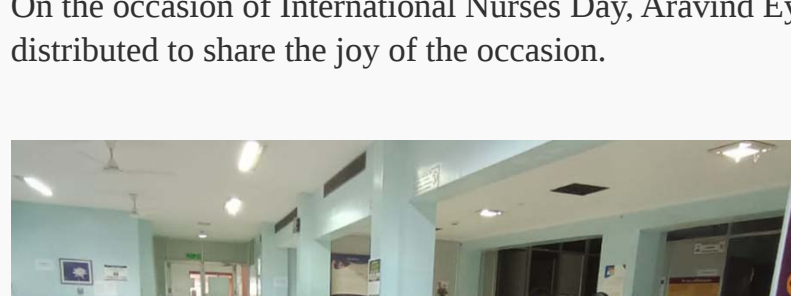 On the occasion of International Nurses Day, Aravind Ey
distributed to share the joy of the occasion.